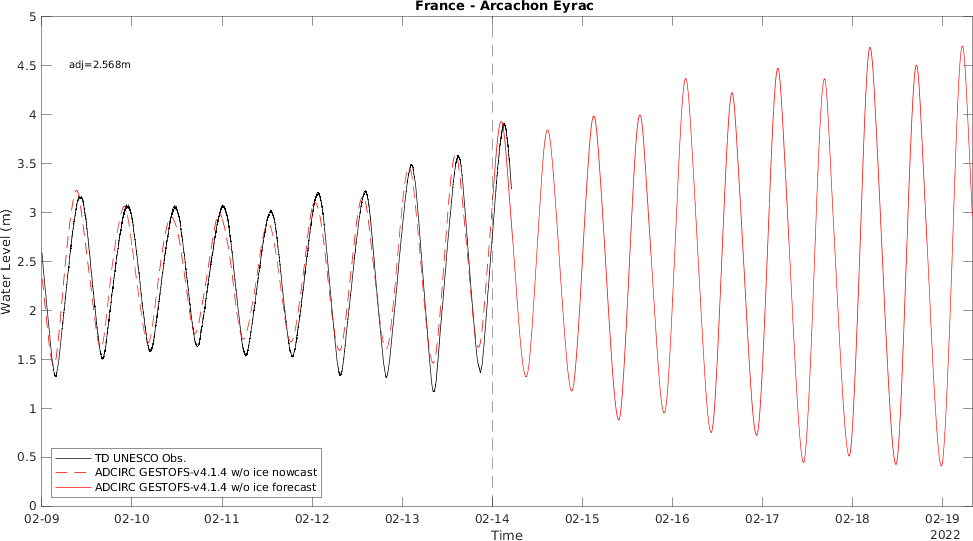 France - Arcachon Eyrac
adj=2.568m
Water Level (m)
5
4.5
4
3.5
3
2.5
2
1.5
1
0.5
0
TD UNESCO Obs.
ADCIRC GESTOFS-v4.1.4 w/o ice nowcast
ADCIRC GESTOFS-v4.1.4 w/o ice forecast
02-09 02-10 02-11 02-12 02-13 02-14 02-15 02-16 02-17 02-18 02-19
2022
Time